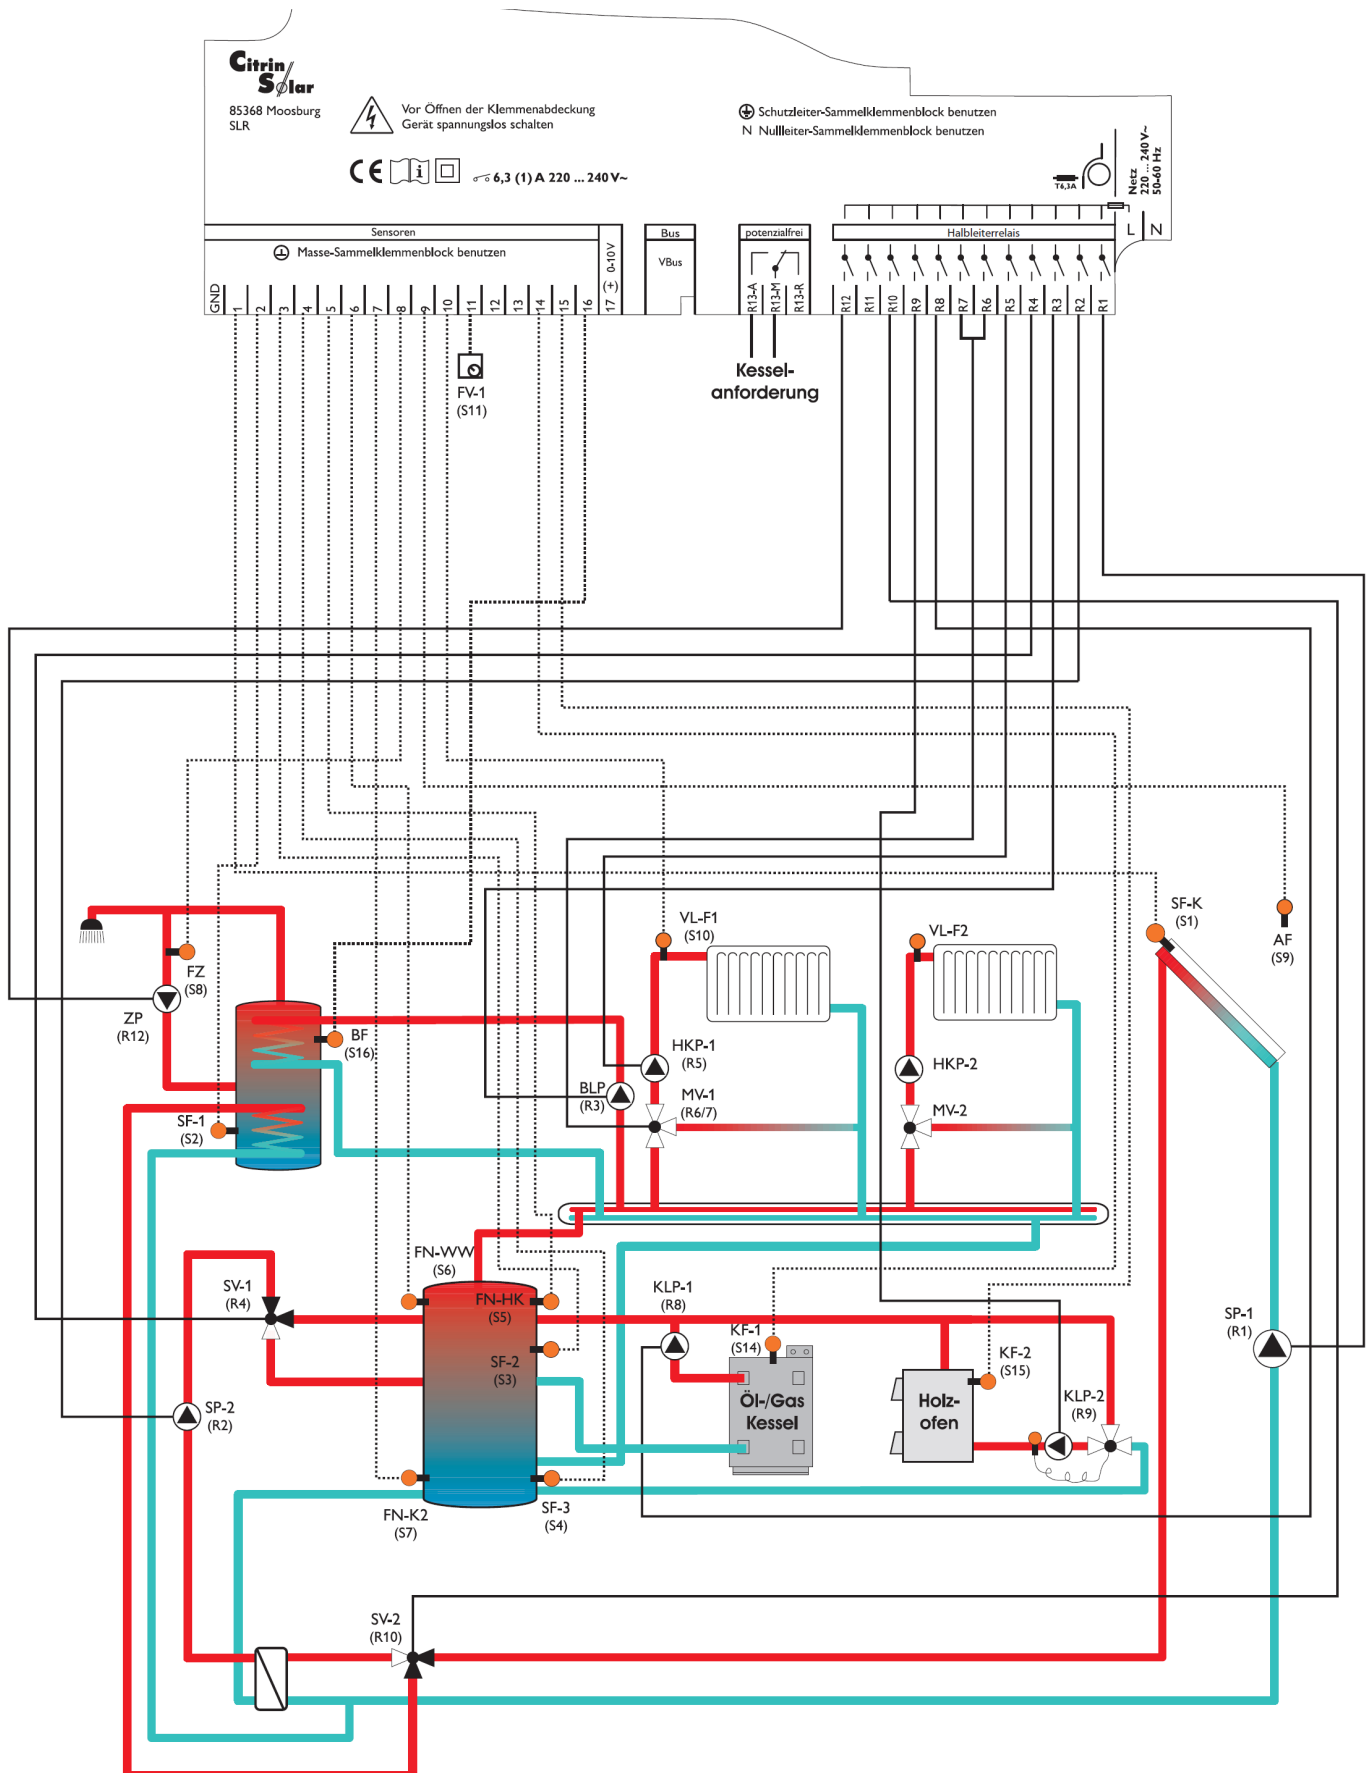 Citrin
Solar
85368 Moosburg
SLR
Vor Öffnen der Klemmenabdeckung
Gerät spannungslos schalten
CE i 6,3 (1) A 220 ... 240 V~
Schutzleiter-Sammelklemmenblock benutzen
N Nullleiter-Sammelklemmenblock benutzen
T6,3A
Netz
220 ... 240 V~
50-60 Hz
Sensoren
Masse-Sammelklemmenblock benutzen
GND 1 2 3 4 5 6 7 8 9 10 11 12 13 14 15 16 17 (+) 0-10 V
Bus
VBus
potenzialfrei
R13-A R13-M R13-R
Halbleiterrelais
L N
R12 R11 R10 R9 R8 R7 R6 R5 R4 R3 R2 R1
FV-1
(S11)
Kessel-
anforderung
FZ
(S8)
ZP
(R12)
BF
(S16)
SF-1
(S2)
VL-F1
(S10)
VL-F2
SF-K
(S1)
AF
(S9)
HKP-1
(R5)
HKP-2
BLP
(R3)
MV-1
(R6/7)
MV-2
FN-WW
(S6)
SV-1
(R4)
FN-HK
(S5)
KLP-1
(R8)
KF-1
(S14)
KF-2
(S15)
SP-1
(R1)
SF-2
(S3)
SP-2
(R2)
Öl-/Gas
Kessel
Holz-
ofen
KLP-2
(R9)
FN-K2
(S7)
SF-3
(S4)
SV-2
(R10)